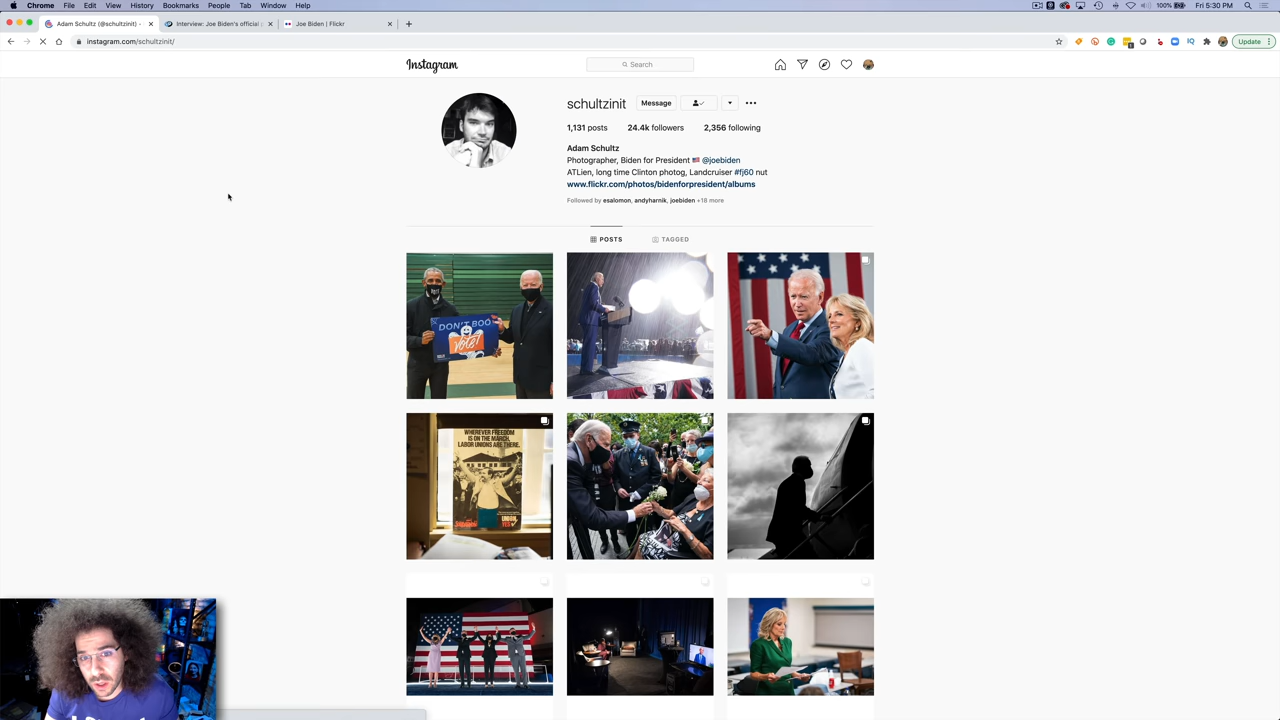 Chrome File Edit View History Bookmarks People Tab Window Help 100% Fri 5:30 PM
Adam Schultz (@schultzinit) • Interview: Joe Biden's official p Joe Biden | Flickr
instagram.com/schultzinit/ Update
Instagram Search
schultzinit Message
1,131 posts 24.4k followers 2,356 following
Adam Schultz
Photographer, Biden for President 🇺🇸 @joebiden
ATLien, long time Clinton photog, Landcruiser #fj60 nut
www.flickr.com/photos/bidenforpresident/albums
Followed by esalomon, andyharnik, joebiden +18 more
POSTS TAGGED
DON'T BOO
VOTE!
WHEREVER FREEDOM
IS ON THE MARCH,
LABOR UNIONS ARE THERE.
UNION
YES